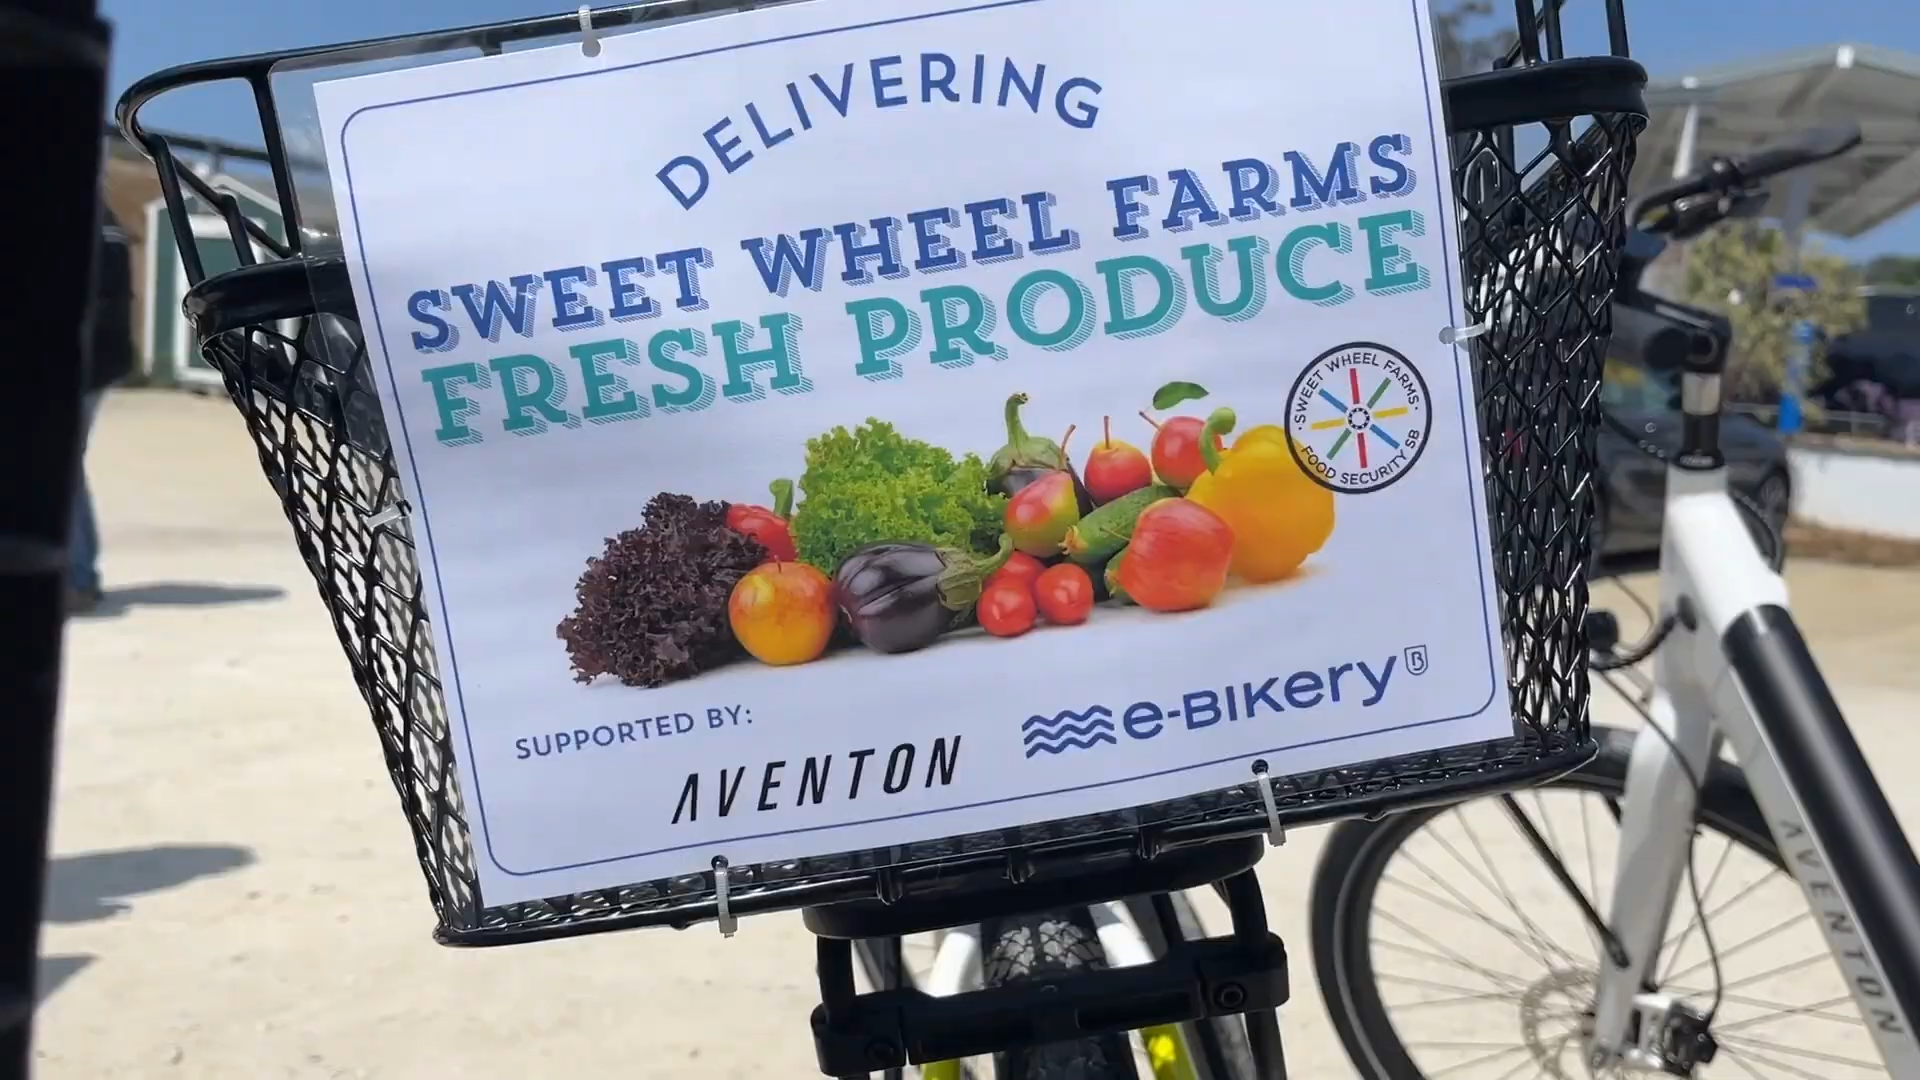 DELIVERING
SWEET WHEEL FARMS
FRESH PRODUCE
· SWEET WHEEL FARMS ·
FOOD SECURITY SB
SUPPORTED BY:
AVENTON
e-BIKery B
AVENTON